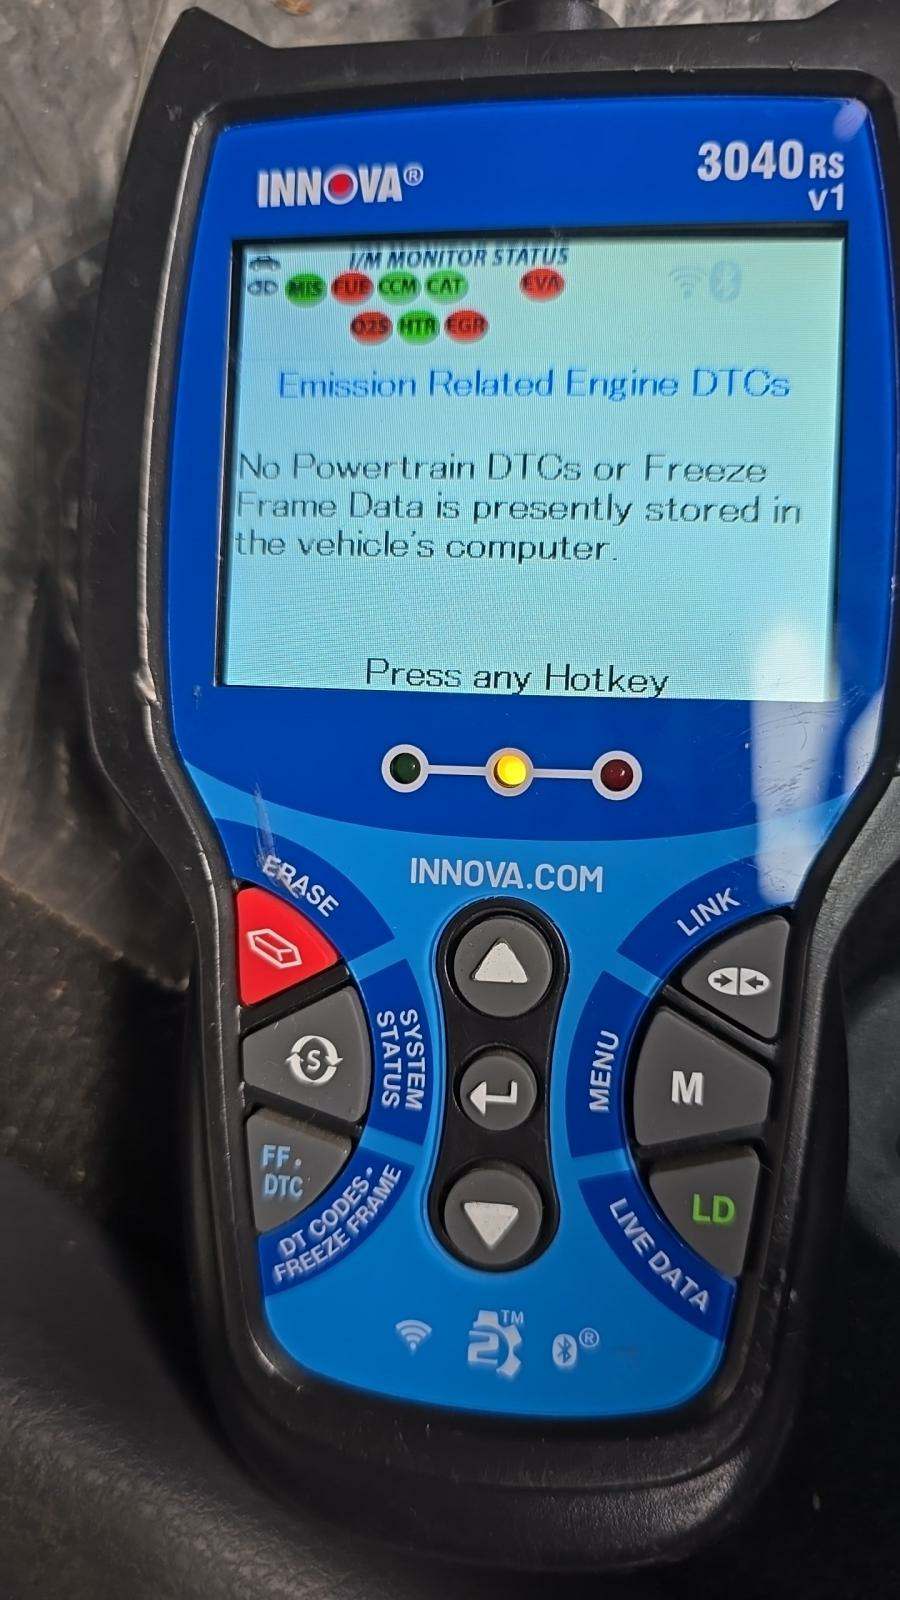 INNOVA®
3040RS
v1
I/M MONITOR STATUS
MIS FUE CCM CAT EVA
O2S HTR EGR
Emission Related Engine DTCs
No Powertrain DTCs or Freeze
Frame Data is presently stored in
the vehicle's computer.
Press any Hotkey
INNOVA.COM
ERASE
LINK
S
SYSTEM
STATUS
MENU
M
FF.
DTC
DT CODES•
FREEZE FRAME
LD
LIVE DATA
2™
®